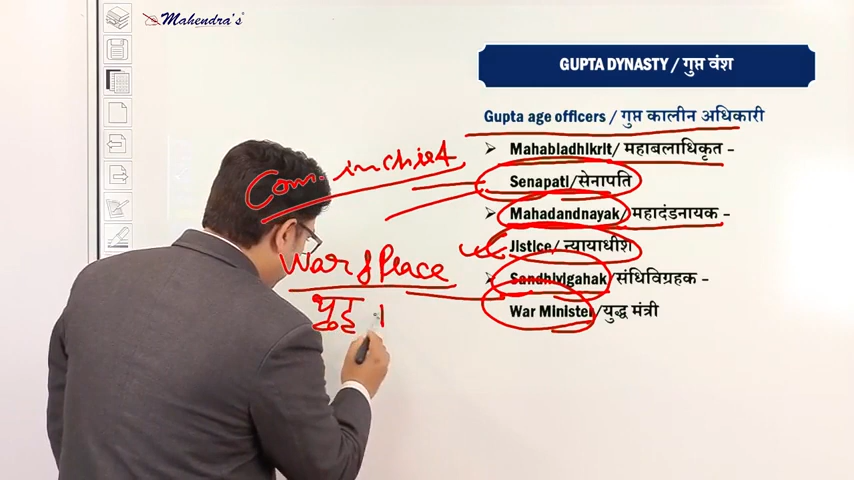 Mahendra's
GUPTA DYNASTY / गुप्त वंश
Gupta age officers / गुप्त कालीन अधिकारी
Mahabladhikrit/ महाबलाधिकृत -
Senapati/सेनापति
Mahadandnayak/महादंडनायक -
Jistice/ न्यायाधीश
Sandhivigahak /संधिविग्रहक -
War Minister/युद्ध मंत्री
Com. in chief
War & Peace